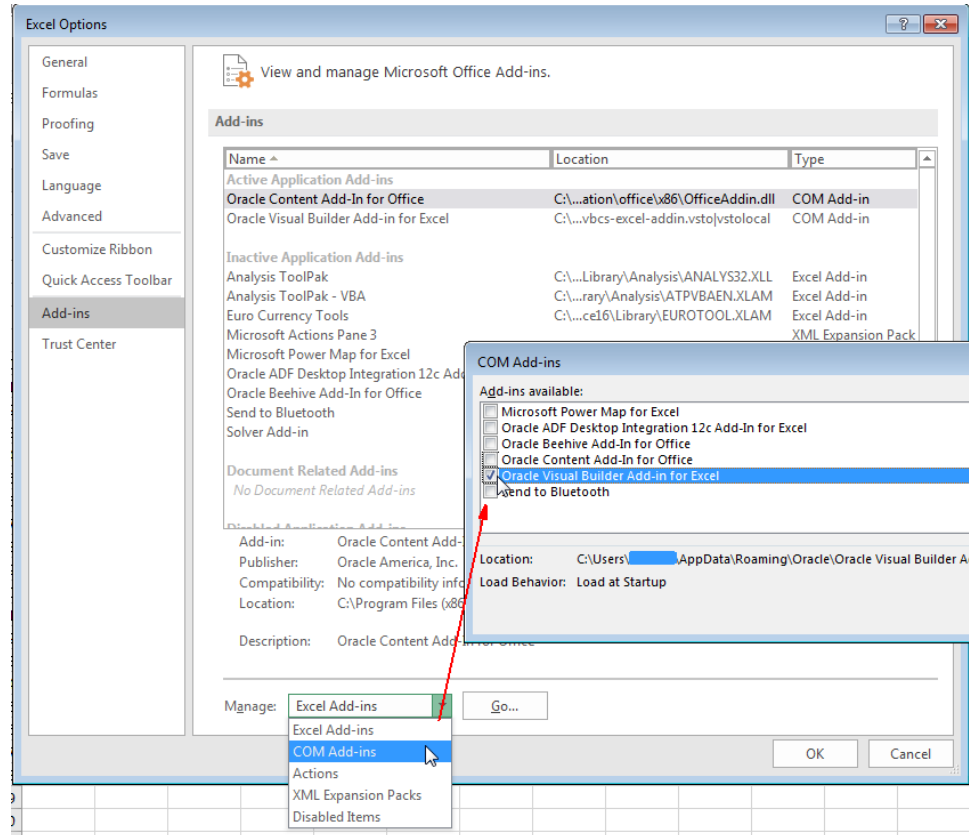 Excel Options
General
Formulas
Proofing
Save
Language
Advanced
Customize Ribbon
Quick Access Toolbar
Add-ins
Trust Center
View and manage Microsoft Office Add-ins.
Add-ins
Name Location Type
Active Application Add-ins
Oracle Content Add-In for Office C:\...ation\office\x86\OfficeAddin.dll COM Add-in
Oracle Visual Builder Add-in for Excel C:\...vbcs-excel-addin.vsto|vstolocal COM Add-in
Inactive Application Add-ins
Analysis ToolPak C:\...Library\Analysis\ANALYS32.XLL Excel Add-in
Analysis ToolPak - VBA C:\...rary\Analysis\ATPVBAEN.XLAM Excel Add-in
Euro Currency Tools C:\...ce16\Library\EUROTOOL.XLAM Excel Add-in
Microsoft Actions Pane 3 XML Expansion Pack
Microsoft Power Map for Excel
Oracle ADF Desktop Integration 12c Add
Oracle Beehive Add-In for Office
Send to Bluetooth
Solver Add-in
Document Related Add-ins
No Document Related Add-ins
Disabled Application Add-ins
Add-in: Oracle Content Add-
Publisher: Oracle America, Inc.
Compatibility: No compatibility info
Location: C:\Program Files (x86
Description: Oracle Content Add-In for Office
Manage: Excel Add-ins Go...
Excel Add-ins
COM Add-ins
Actions
XML Expansion Packs
Disabled Items
OK Cancel
COM Add-ins
Add-ins available:
Microsoft Power Map for Excel
Oracle ADF Desktop Integration 12c Add-In for Excel
Oracle Beehive Add-In for Office
Oracle Content Add-In for Office
Oracle Visual Builder Add-in for Excel
Send to Bluetooth
Location: C:\Users\ \AppData\Roaming\Oracle\Oracle Visual Builder A
Load Behavior: Load at Startup